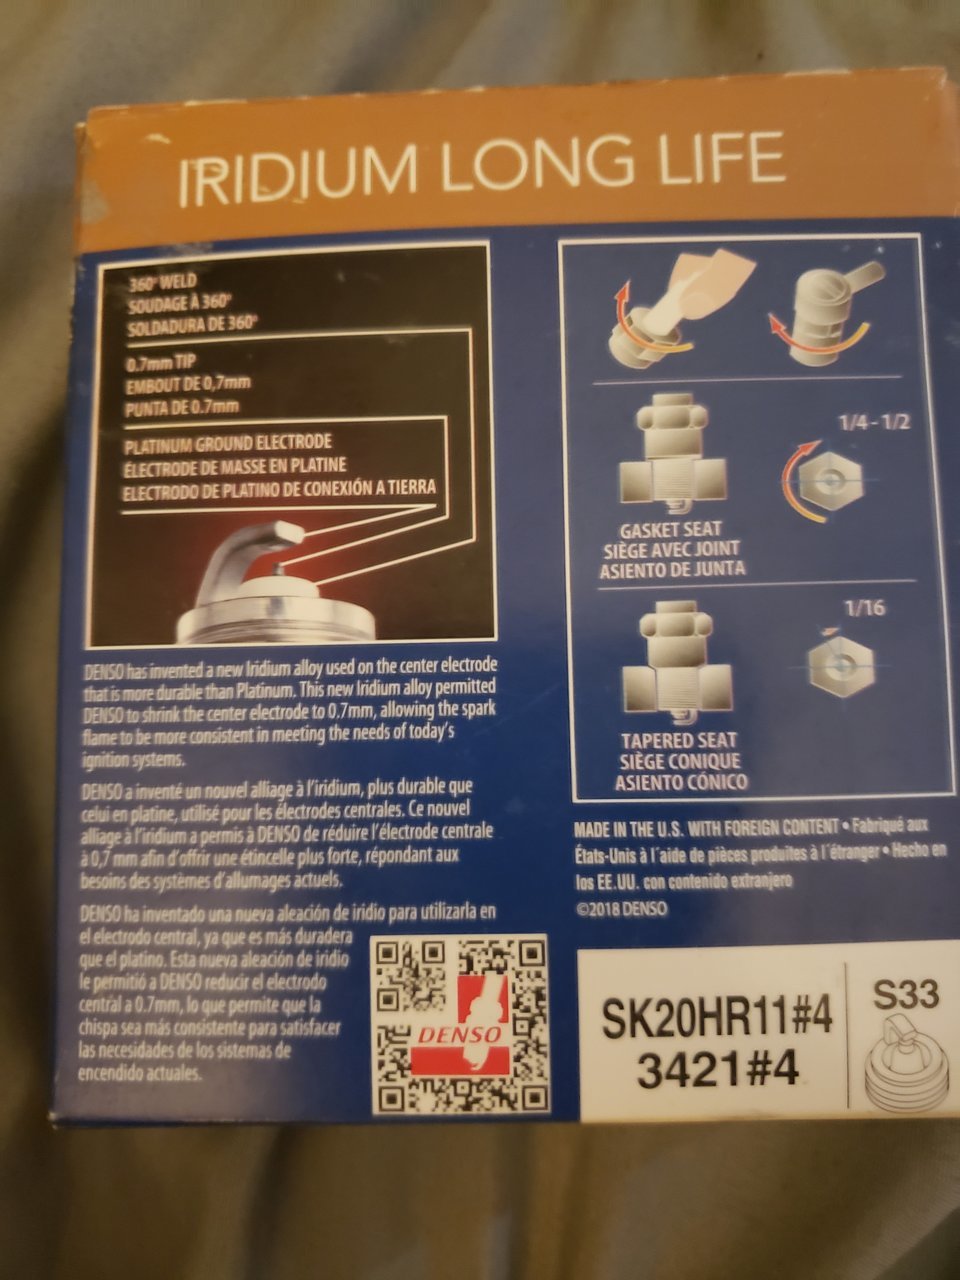 IRIDIUM LONG LIFE
360° WELD
SOUDAGE À 360°
SOLDADURA DE 360°
0.7mm TIP
EMBOUT DE 0,7mm
PUNTA DE 0.7mm
PLATINUM GROUND ELECTRODE
ÉLECTRODE DE MASSE EN PLATINE
ELECTRODO DE PLATINO DE CONEXIÓN A TIERRA
DENSO has invented a new Iridium alloy used on the center electrode
that is more durable than Platinum. This new Iridium alloy permitted
DENSO to shrink the center electrode to 0.7mm, allowing the spark
flame to be more consistent in meeting the needs of today's
ignition systems.
DENSO a inventé un nouvel alliage à l'iridium, plus durable que
celui en platine, utilisé pour les électrodes centrales. Ce nouvel
alliage à l'iridium a permis à DENSO de réduire l'électrode centrale
à 0,7 mm afin d'offrir une étincelle plus forte, répondant aux
besoins des systèmes d'allumages actuels.
DENSO ha inventado una nueva aleación de iridio para utilizarla en
el electrodo central, ya que es más duradera
que el platino. Esta nueva aleación de iridio
le permitió a DENSO reducir el electrodo
central a 0.7mm, lo que permite que la
chispa sea más consistente para satisfacer
las necesidades de los sistemas de
encendido actuales.
DENSO
1/4 - 1/2
GASKET SEAT
SIÈGE AVEC JOINT
ASIENTO DE JUNTA
1/16
TAPERED SEAT
SIÈGE CONIQUE
ASIENTO CÓNICO
MADE IN THE U.S. WITH FOREIGN CONTENT • Fabriqué aux
États-Unis à l'aide de pièces produites à l'étranger • Hecho en
los EE.UU. con contenido extranjero
©2018 DENSO
SK20HR11#4
3421#4
S33